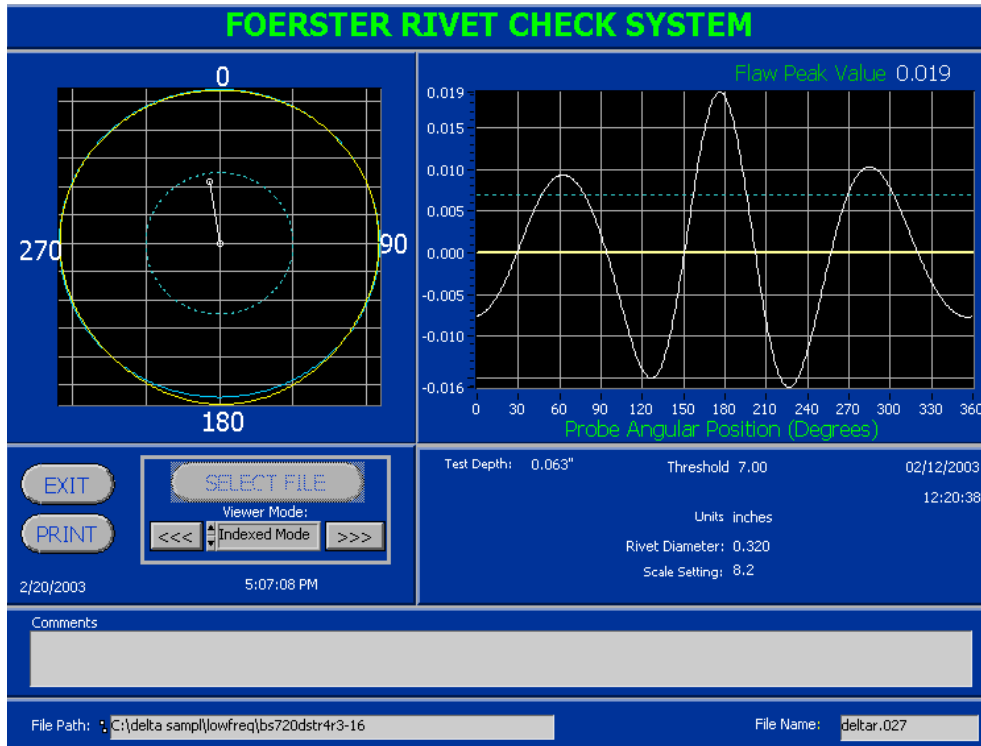 FOERSTER RIVET CHECK SYSTEM
0
270
90
180
Flaw Peak Value 0.019
0.019
0.015
0.010
0.005
0.000
-0.005
-0.010
-0.016
0 30 60 90 120 150 180 210 240 270 300 330 360
Probe Angular Position (Degrees)
EXIT
PRINT
SELECT FILE
Viewer Mode:
<<< Indexed Mode >>>
2/20/2003 5:07:08 PM
Test Depth: 0.063" Threshold 7.00 02/12/2003
12:20:38
Units inches
Rivet Diameter: 0.320
Scale Setting: 8.2
Comments
File Path: C:\delta sampl\lowfreq\bs720dstr4r3-16 File Name: deltar.027